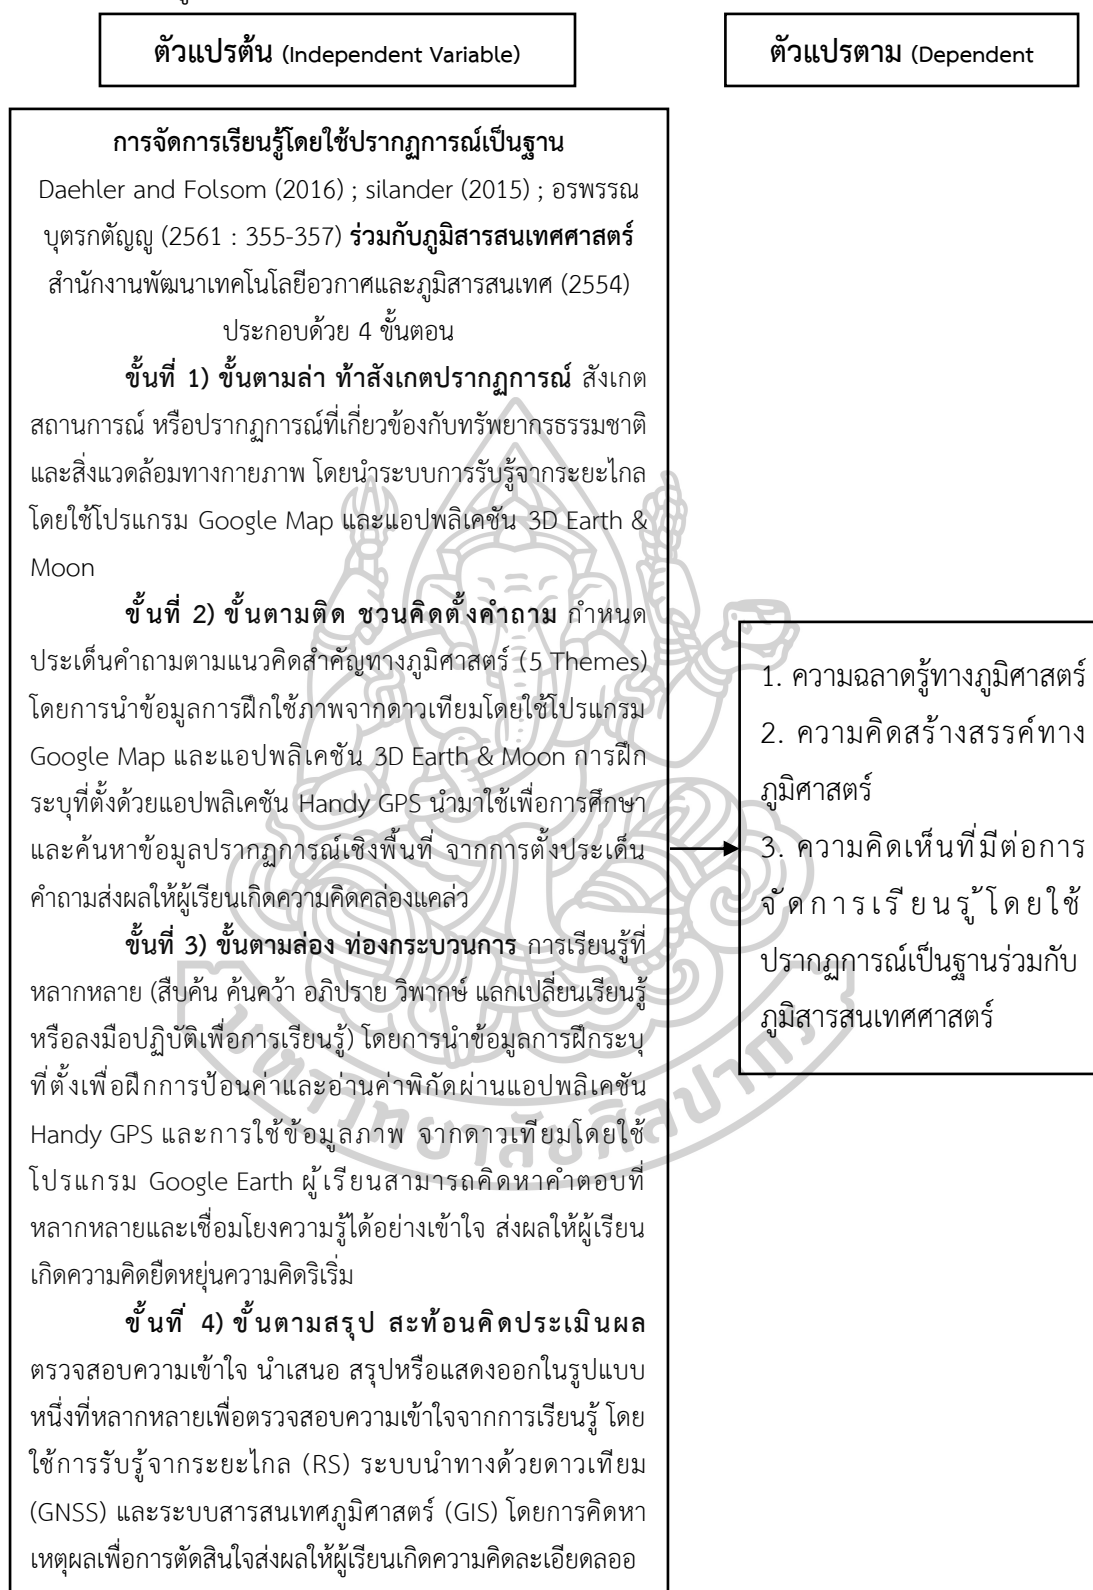 ตัวแปรต้น (Independent Variable)
ตัวแปรตาม (Dependent
การจัดการเรียนรู้โดยใช้ปรากฏการณ์เป็นฐาน
Daehler and Folsom (2016) ; silander (2015) ; อรพรรณ
บุตรกตัญญู (2561 : 355-357) ร่วมกับภูมิสารสนเทศศาสตร์
สำนักงานพัฒนาเทคโนโลยีอวกาศและภูมิสารสนเทศ (2554)
ประกอบด้วย 4 ขั้นตอน
ขั้นที่ 1) ขั้นตามล่า ท้าสังเกตปรากฏการณ์ สังเกต
สถานการณ์ หรือปรากฏการณ์ที่เกี่ยวข้องกับทรัพยากรธรรมชาติ
และสิ่งแวดล้อมทางกายภาพ โดยนำระบบการรับรู้จากระยะไกล
โดยใช้โปรแกรม Google Map และแอปพลิเคชัน 3D Earth &
Moon
ขั้นที่ 2) ขั้นตามติด ชวนคิดตั้งคำถาม กำหนด
ประเด็นคำถามตามแนวคิดสำคัญทางภูมิศาสตร์ (5 Themes)
โดยการนำข้อมูลการฝึกใช้ภาพจากดาวเทียมโดยใช้โปรแกรม
Google Map และแอปพลิเคชัน 3D Earth & Moon การฝึก
ระบุที่ตั้งด้วยแอปพลิเคชัน Handy GPS นำมาใช้เพื่อการศึกษา
และค้นหาข้อมูลปรากฏการณ์เชิงพื้นที่ จากการตั้งประเด็น
คำถามส่งผลให้ผู้เรียนเกิดความคิดคล่องแคล่ว
ขั้นที่ 3) ขั้นตามล่อง ท่องกระบวนการ การเรียนรู้ที่
หลากหลาย (สืบค้น ค้นคว้า อภิปราย วิพากษ์ แลกเปลี่ยนเรียนรู้
หรือลงมือปฏิบัติเพื่อการเรียนรู้) โดยการนำข้อมูลการฝึกระบุ
ที่ตั้งเพื่อฝึกการป้อนค่าและอ่านค่าพิกัดผ่านแอปพลิเคชัน
Handy GPS และการใช้ข้อมูลภาพ จากดาวเทียมโดยใช้
โปรแกรม Google Earth ผู้เรียนสามารถคิดหาคำตอบที่
หลากหลายและเชื่อมโยงความรู้ได้อย่างเข้าใจ ส่งผลให้ผู้เรียน
เกิดความคิดยืดหยุ่นความคิดริเริ่ม
ขั้นที่ 4) ขั้นตามสรุป สะท้อนคิดประเมินผล
ตรวจสอบความเข้าใจ นำเสนอ สรุปหรือแสดงออกในรูปแบบ
หนึ่งที่หลากหลายเพื่อตรวจสอบความเข้าใจจากการเรียนรู้ โดย
ใช้การรับรู้จากระยะไกล (RS) ระบบนำทางด้วยดาวเทียม
(GNSS) และระบบสารสนเทศภูมิศาสตร์ (GIS) โดยการคิดหา
เหตุผลเพื่อการตัดสินใจส่งผลให้ผู้เรียนเกิดความคิดละเอียดลออ
1. ความฉลาดรู้ทางภูมิศาสตร์
2. ความคิดสร้างสรรค์ทาง
ภูมิศาสตร์
3. ความคิดเห็นที่มีต่อการ
จัดการเรียนรู้โดยใช้
ปรากฏการณ์เป็นฐานร่วมกับ
ภูมิสารสนเทศศาสตร์
มหาวิทยาลัยศิลปากร